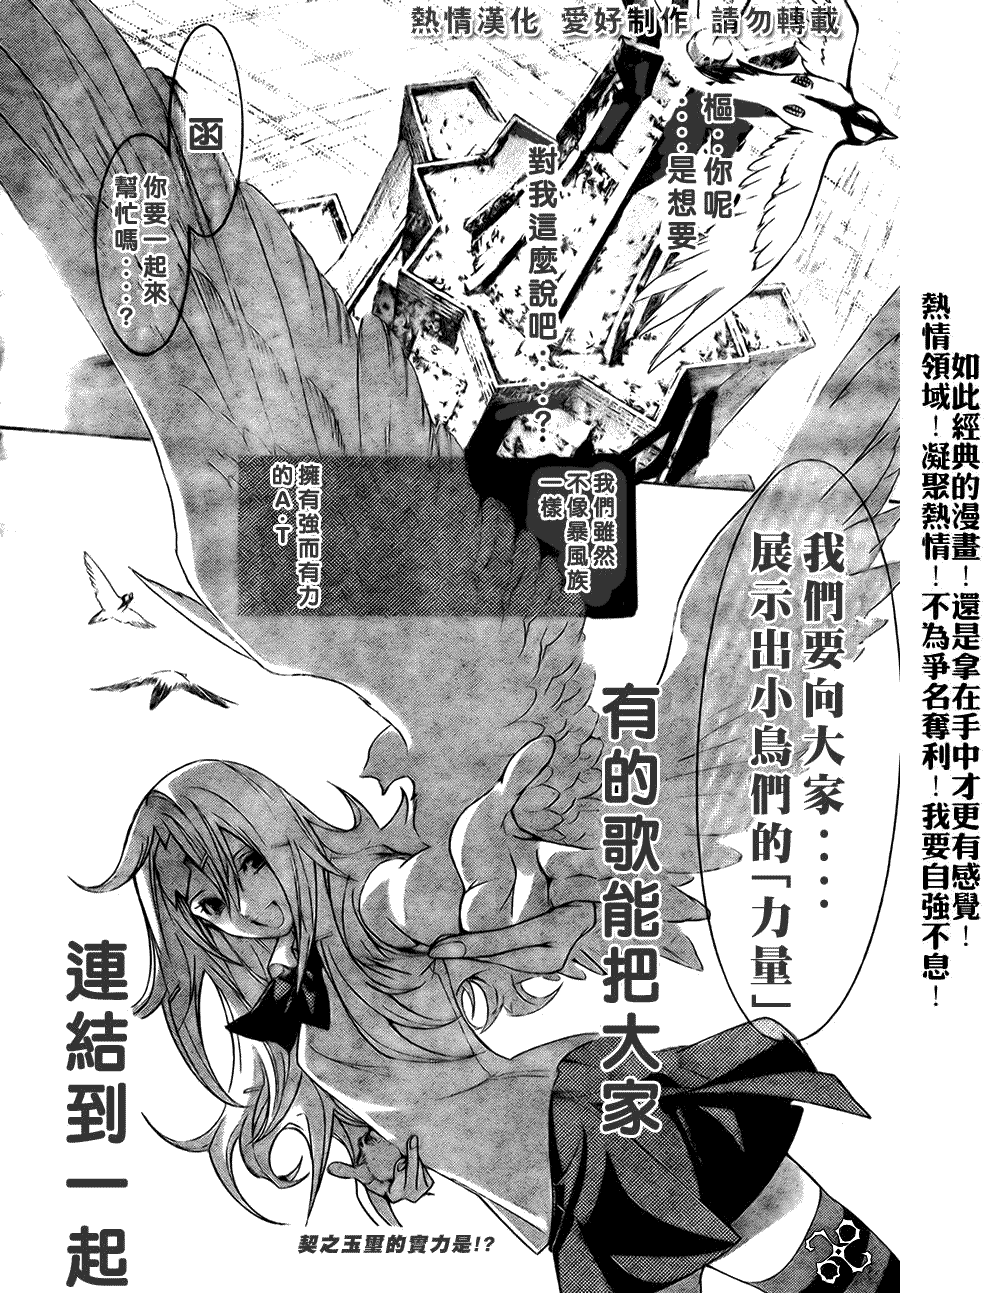 熱情漢化 愛好制作 請勿轉載
樞‥你呢
‥‥是想要
對我這麼說吧‥‥?
函
你要一起來
幫忙嗎‥‥?
我們雖然
不像暴風族
一樣
擁有強而有力
的A・T
我們要向大家‥‥
展示出小鳥們的「力量」
有的歌能把大家
連結到一起
契之玉璽的實力是!?
如此經典的漫畫！還是拿在手中才更有感覺！
熱情領域！凝聚熱情！不為爭名奪利！我要自強不息！